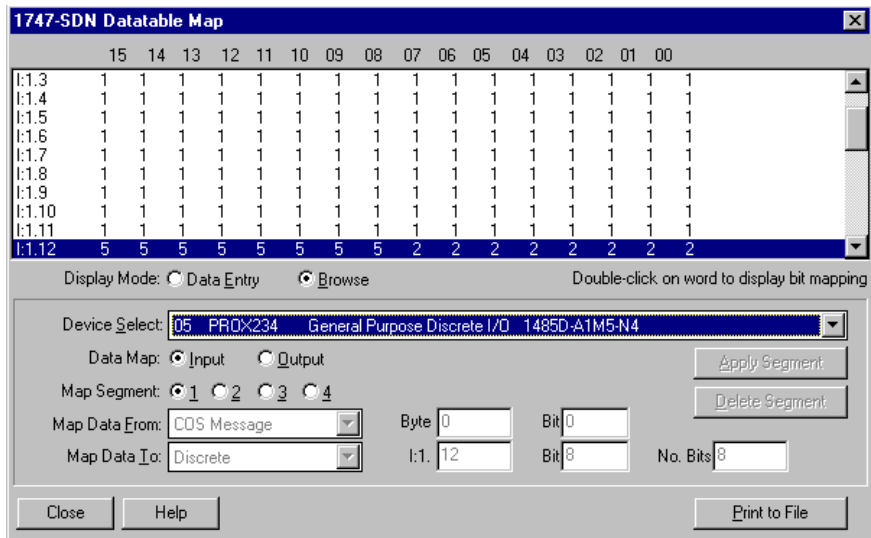 1747-SDN Datatable Map
15 14 13 12 11 10 09 08 07 06 05 04 03 02 01 00
I:1.3 1 1 1 1 1 1 1 1 1 1 1 1 1 1 1 1
I:1.4 1 1 1 1 1 1 1 1 1 1 1 1 1 1 1 1
I:1.5 1 1 1 1 1 1 1 1 1 1 1 1 1 1 1 1
I:1.6 1 1 1 1 1 1 1 1 1 1 1 1 1 1 1 1
I:1.7 1 1 1 1 1 1 1 1 1 1 1 1 1 1 1 1
I:1.8 1 1 1 1 1 1 1 1 1 1 1 1 1 1 1 1
I:1.9 1 1 1 1 1 1 1 1 1 1 1 1 1 1 1 1
I:1.10 1 1 1 1 1 1 1 1 1 1 1 1 1 1 1 1
I:1.11 1 1 1 1 1 1 1 1 1 1 1 1 1 1 1 1
I:1.12 5 5 5 5 5 5 5 5 2 2 2 2 2 2 2 2
Display Mode: Data Entry Browse Double-click on word to display bit mapping
Device Select: 05 PROX234 General Purpose Discrete I/O 1485D-A1M5-N4
Data Map: Input Output Apply Segment
Map Segment: 1 2 3 4 Delete Segment
Map Data From: COS Message Byte 0 Bit 0
Map Data To: Discrete I:1. 12 Bit 8 No. Bits 8
Close Help Print to File